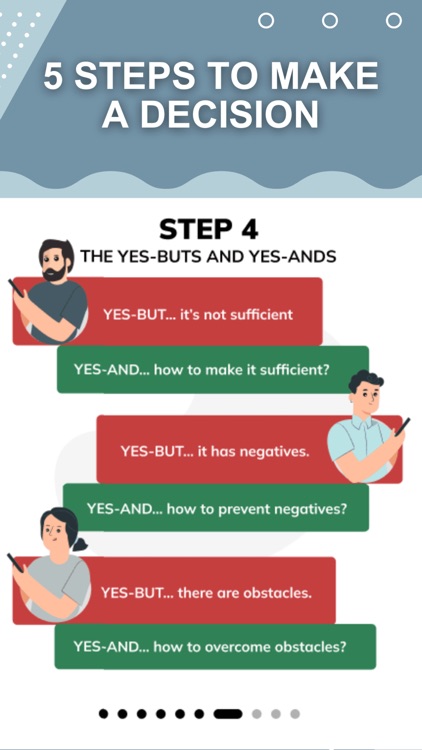 5 STEPS TO MAKE
A DECISION
STEP 4
THE YES-BUTS AND YES-ANDS
YES-BUT... it's not sufficient
YES-AND... how to make it sufficient?
YES-BUT... it has negatives.
YES-AND... how to prevent negatives?
YES-BUT... there are obstacles.
YES-AND... how to overcome obstacles?